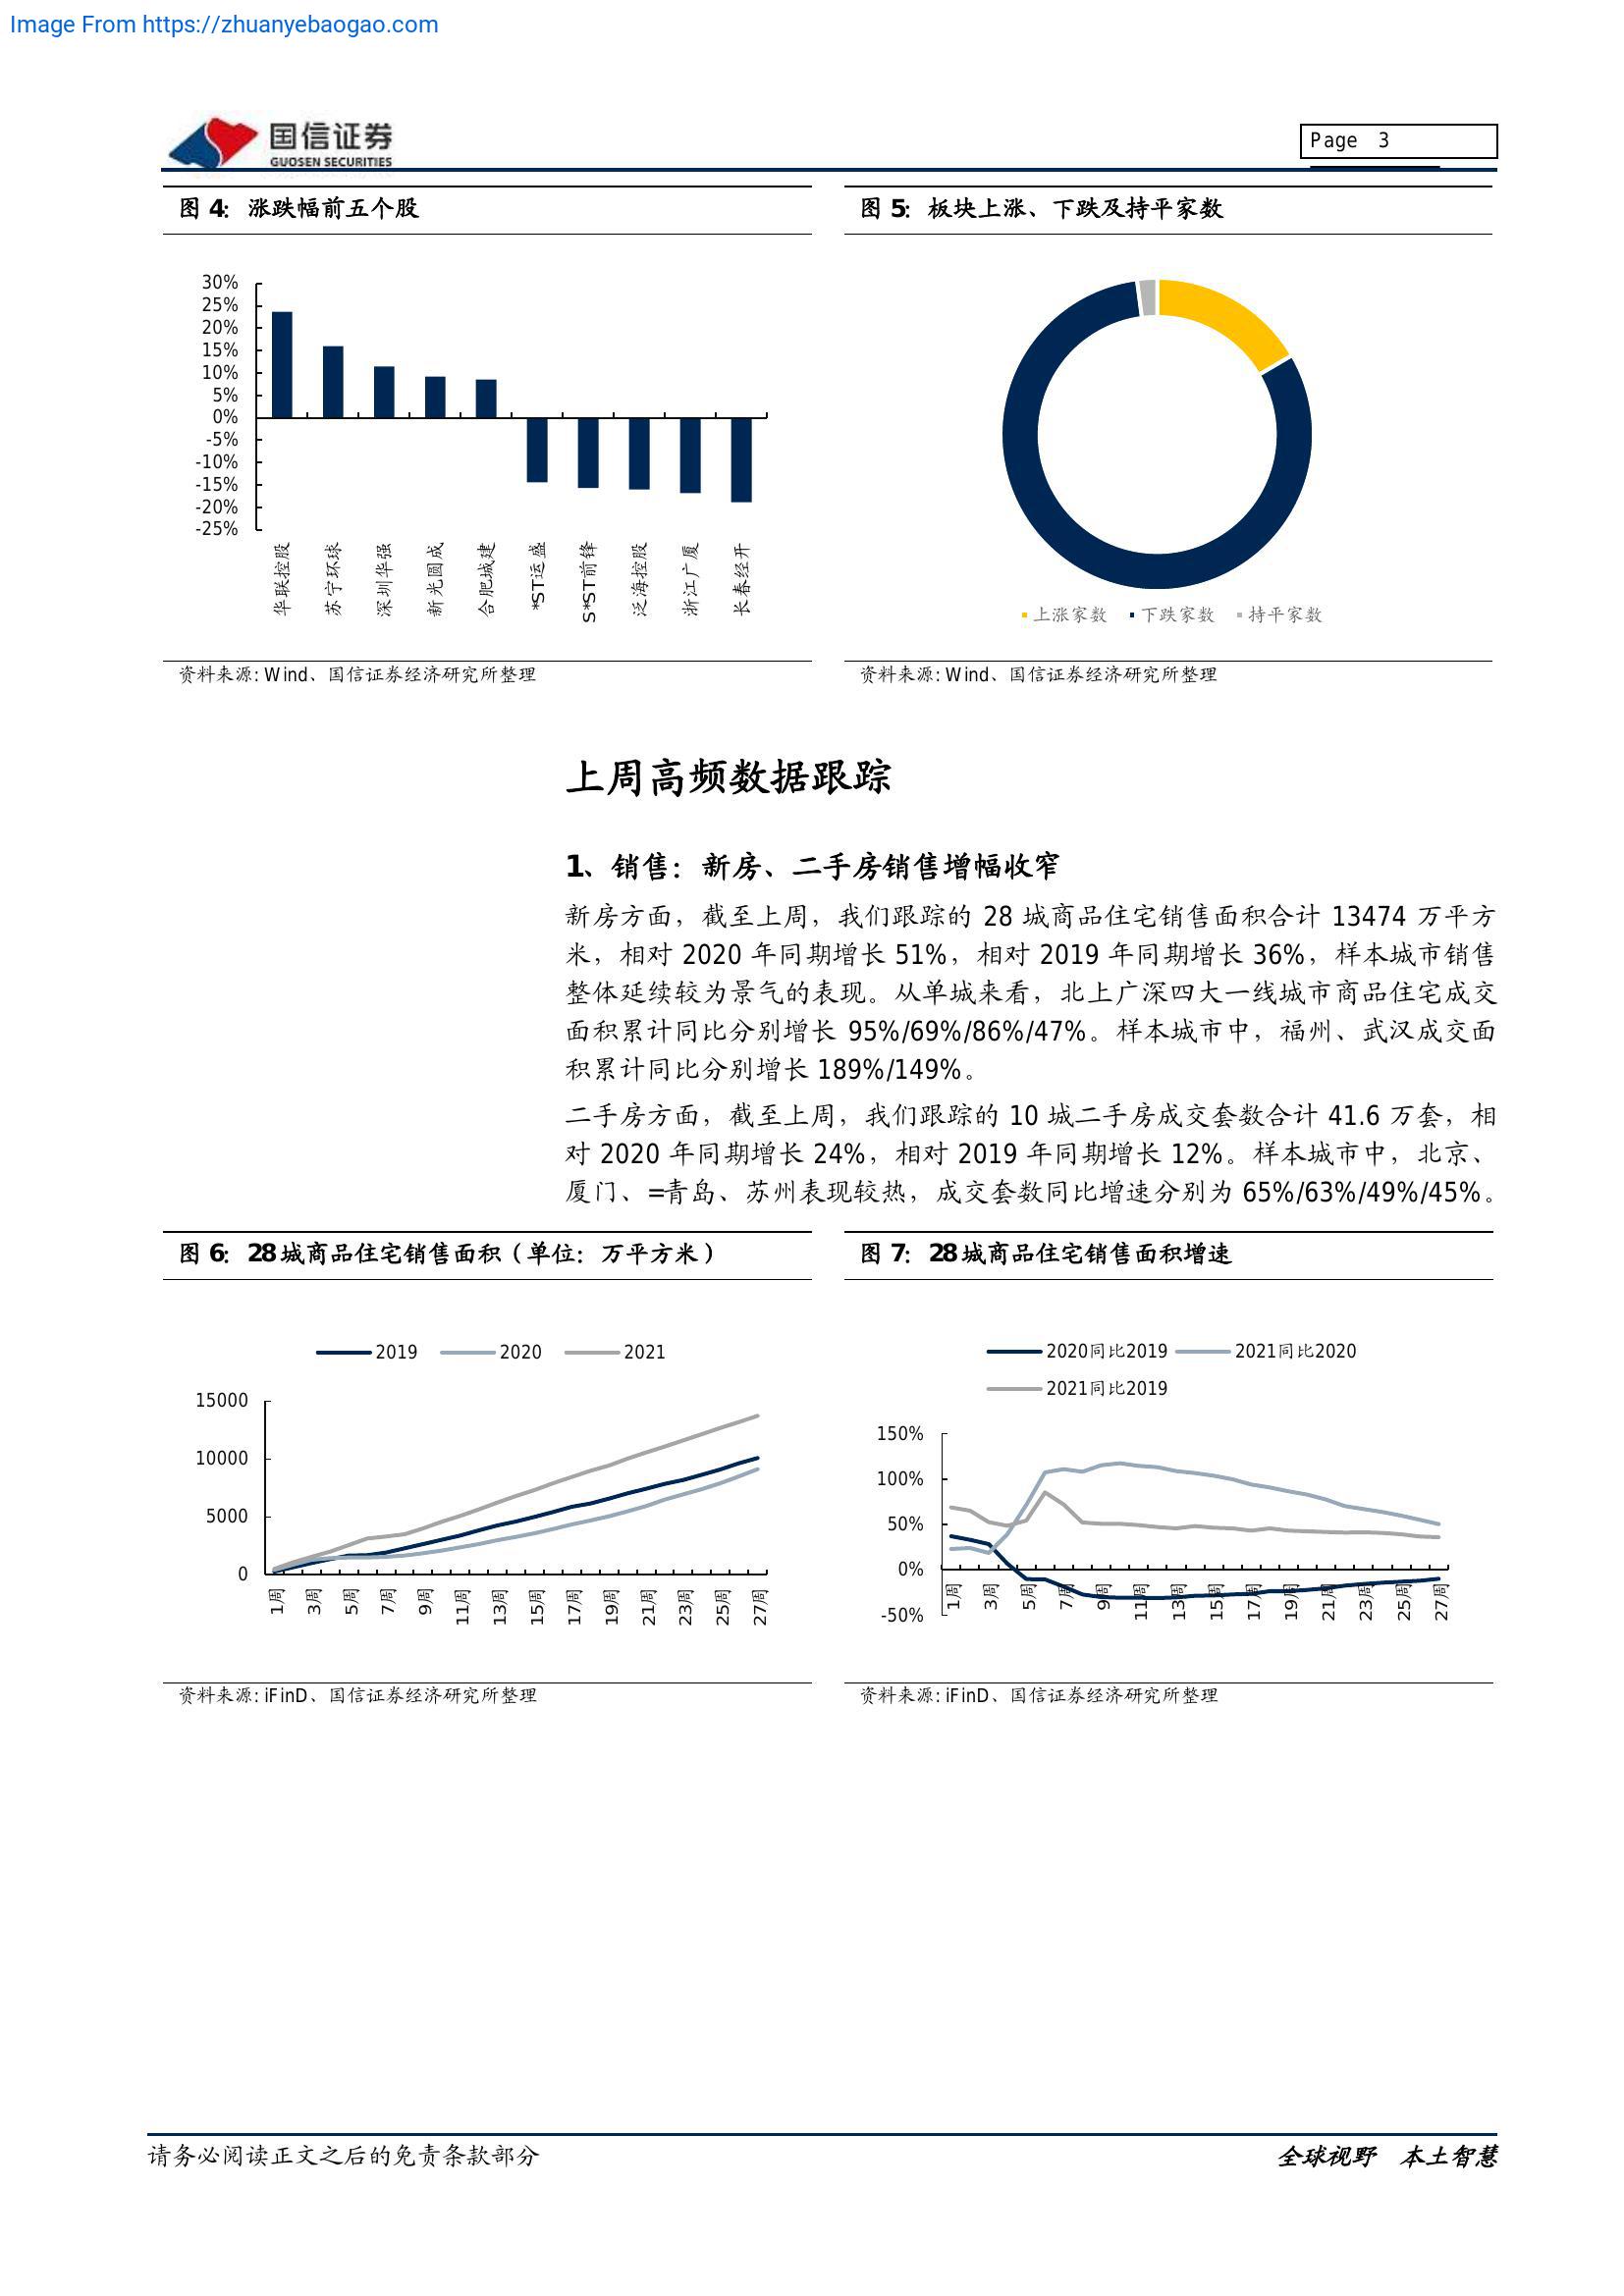 Image From https://zhuanyebaogao.com
国信证券
GUOSEN SECURITIES
Page 3
图 4：涨跌幅前五个股
30%
25%
20%
15%
10%
5%
0%
-5%
-10%
-15%
-20%
-25%
华联控股
苏宁环球
深圳华强
新光圆成
合肥城建
*ST运盛
S*ST前锋
泛海控股
浙江广厦
长春经开
资料来源: Wind、国信证券经济研究所整理
图 5：板块上涨、下跌及持平家数
上涨家数 下跌家数 持平家数
资料来源: Wind、国信证券经济研究所整理
上周高频数据跟踪
1、销售：新房、二手房销售增幅收窄
新房方面，截至上周，我们跟踪的 28 城商品住宅销售面积合计 13474 万平方
米，相对 2020 年同期增长 51%，相对 2019 年同期增长 36%，样本城市销售
整体延续较为景气的表现。从单城来看，北上广深四大一线城市商品住宅成交
面积累计同比分别增长 95%/69%/86%/47%。样本城市中，福州、武汉成交面
积累计同比分别增长 189%/149%。
二手房方面，截至上周，我们跟踪的 10 城二手房成交套数合计 41.6 万套，相
对 2020 年同期增长 24%，相对 2019 年同期增长 12%。样本城市中，北京、
厦门、=青岛、苏州表现较热，成交套数同比增速分别为 65%/63%/49%/45%。
图 6：28城商品住宅销售面积（单位：万平方米）
2019 2020 2021
15000
10000
5000
0
1周 3周 5周 7周 9周 11周 13周 15周 17周 19周 21周 23周 25周 27周
资料来源: iFinD、国信证券经济研究所整理
图 7：28城商品住宅销售面积增速
2020同比2019 2021同比2020
2021同比2019
150%
100%
50%
0%
-50%
1周 3周 5周 7周 9周 11周 13周 15周 17周 19周 21周 23周 25周 27周
资料来源: iFinD、国信证券经济研究所整理
请务必阅读正文之后的免责条款部分
全球视野 本土智慧